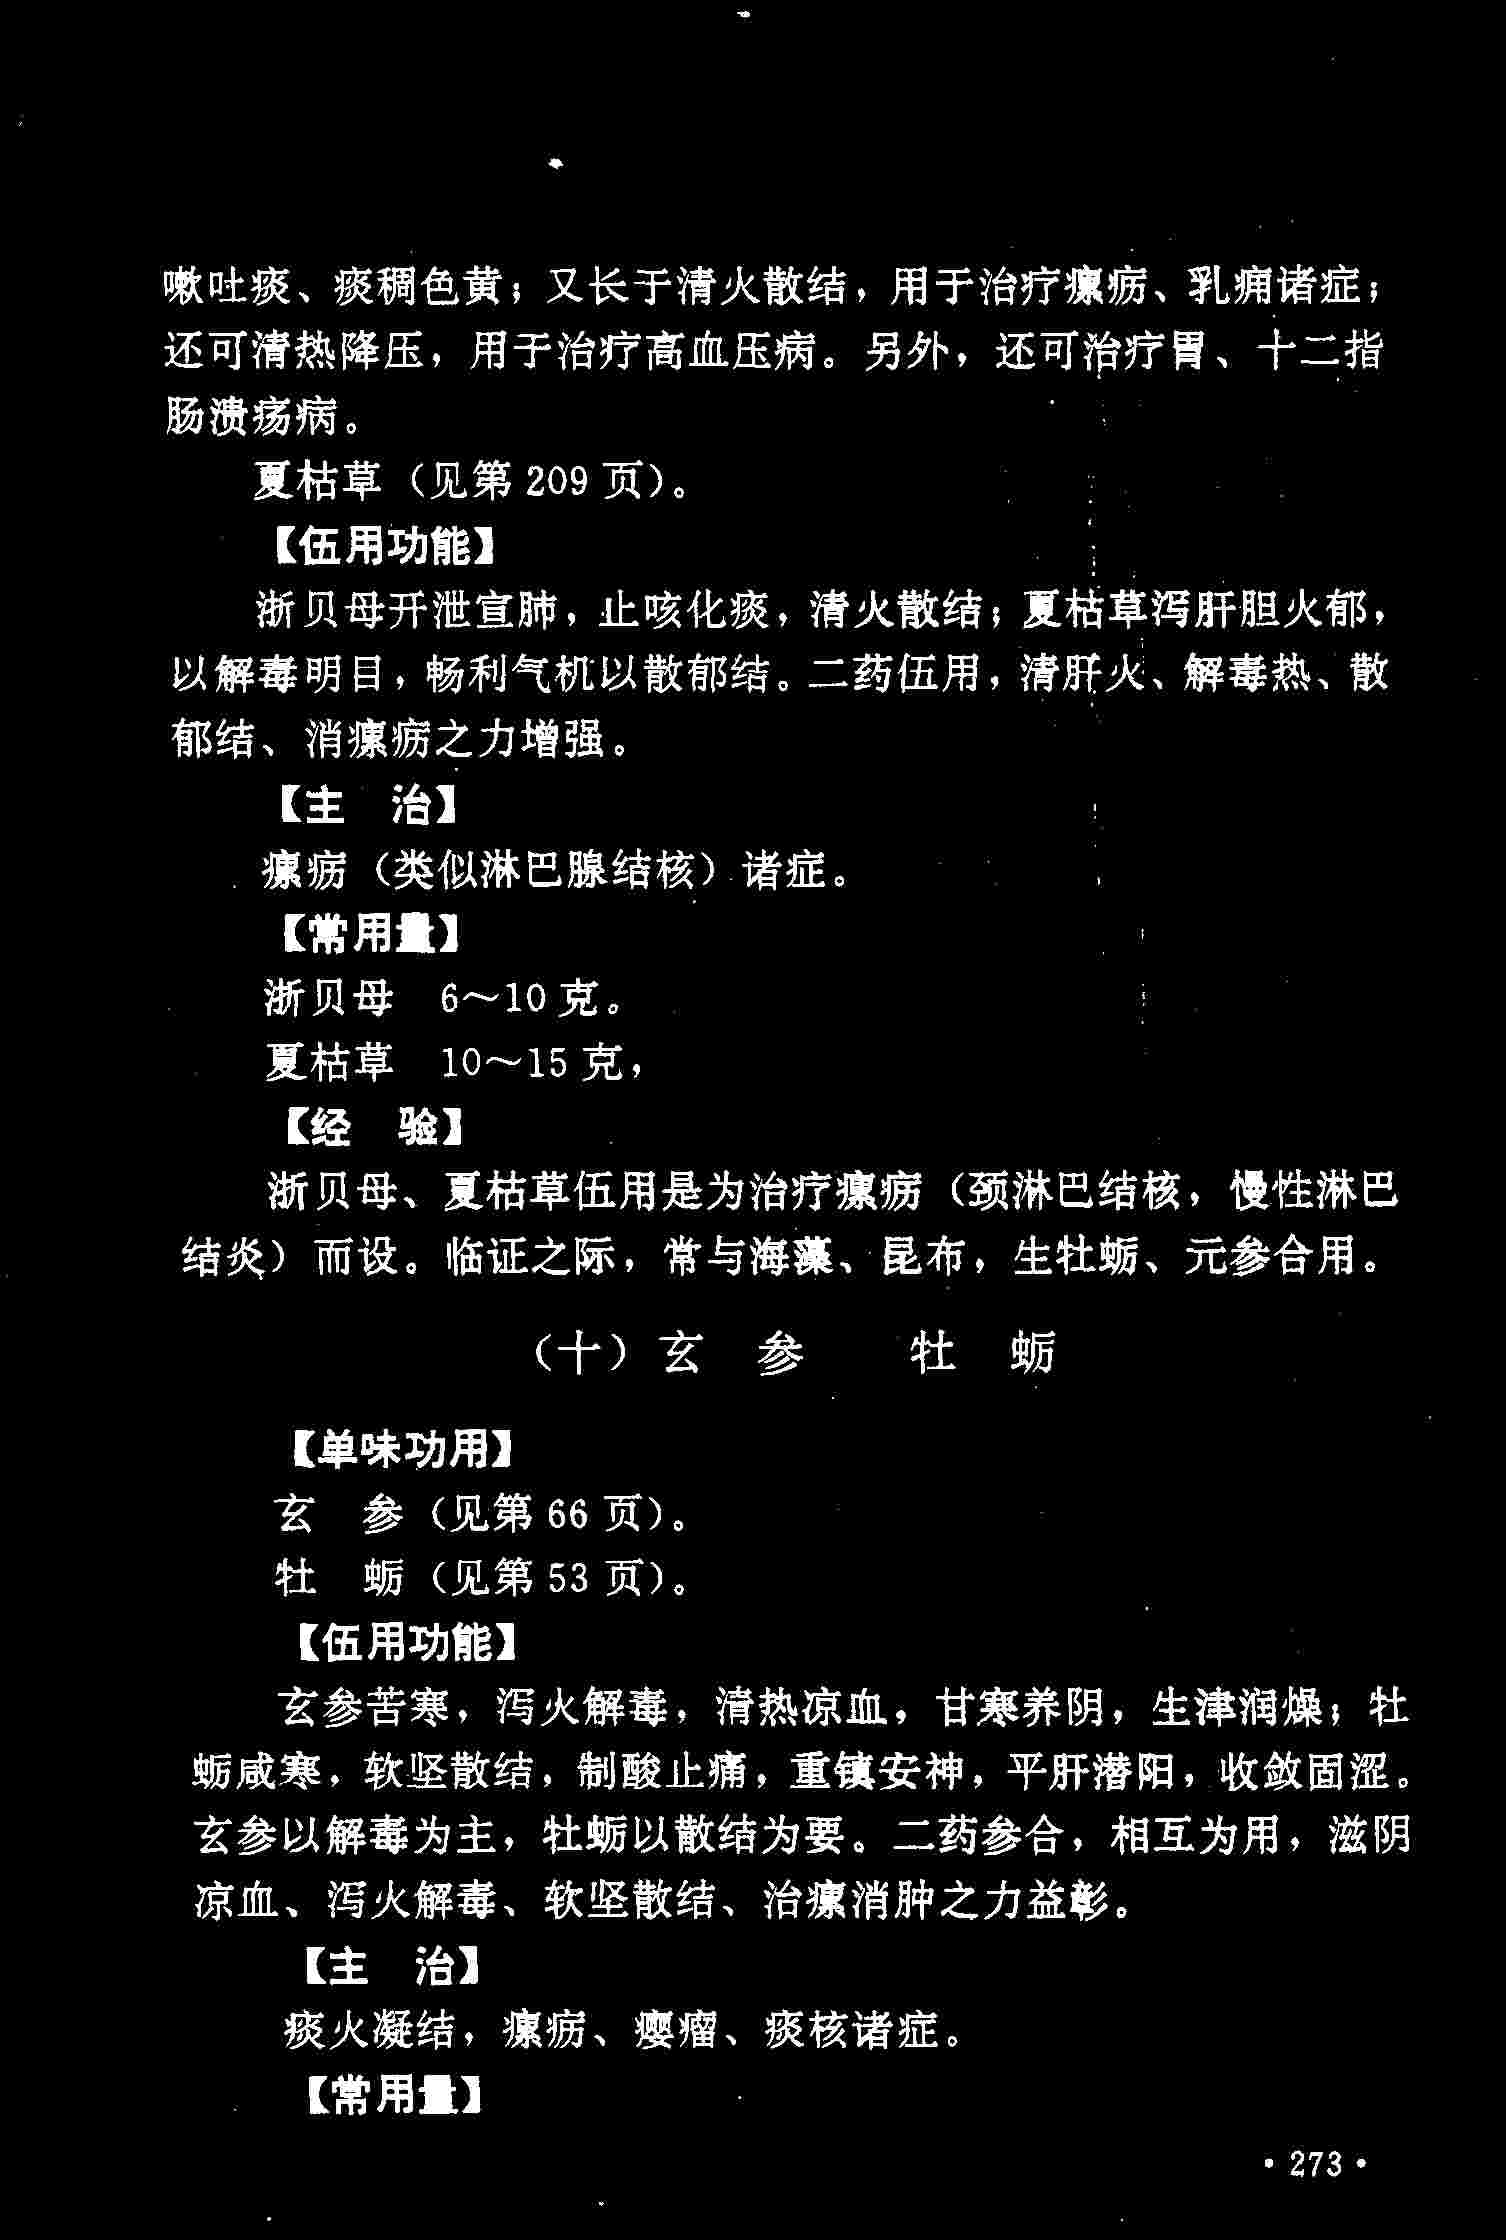 嗽吐痰、痰稠色黄；又长于清火散结，用于治疗瘰疬、乳痈诸症；
还可清热降压，用于治疗高血压病。另外，还可治疗胃、十二指
肠溃疡病。
夏枯草（见第 209 页）。
【伍用功能】
浙贝母开泄宣肺，止咳化痰，清火散结；夏枯草泻肝胆火郁，
以解毒明目，畅利气机以散郁结。二药伍用，清肝火、解毒热、散
郁结、消瘰疬之力增强。
【主　治】
瘰疬（类似淋巴腺结核）诸症。
【常用量】
浙贝母　6～10 克。
夏枯草　10～15 克，
【经　验】
浙贝母、夏枯草伍用是为治疗瘰疬（颈淋巴结核，慢性淋巴
结炎）而设。临证之际，常与海藻、昆布，生牡蛎、元参合用。
（十）玄　参　　牡　蛎
【单味功用】
玄　参（见第 66 页）。
牡　蛎（见第 53 页）。
【伍用功能】
玄参苦寒，泻火解毒，清热凉血，甘寒养阴，生津润燥；牡
蛎咸寒，软坚散结，制酸止痛，重镇安神，平肝潜阳，收敛固涩。
玄参以解毒为主，牡蛎以散结为要。二药参合，相互为用，滋阴
凉血、泻火解毒、软坚散结、治瘰消肿之力益彰。
【主　治】
痰火凝结，瘰疬、瘿瘤、痰核诸症。
【常用量】
·273·